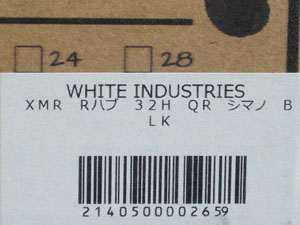 24 28
WHITE INDUSTRIES
XMR Rハブ 32H QR シマノ B
LK
2140500002659